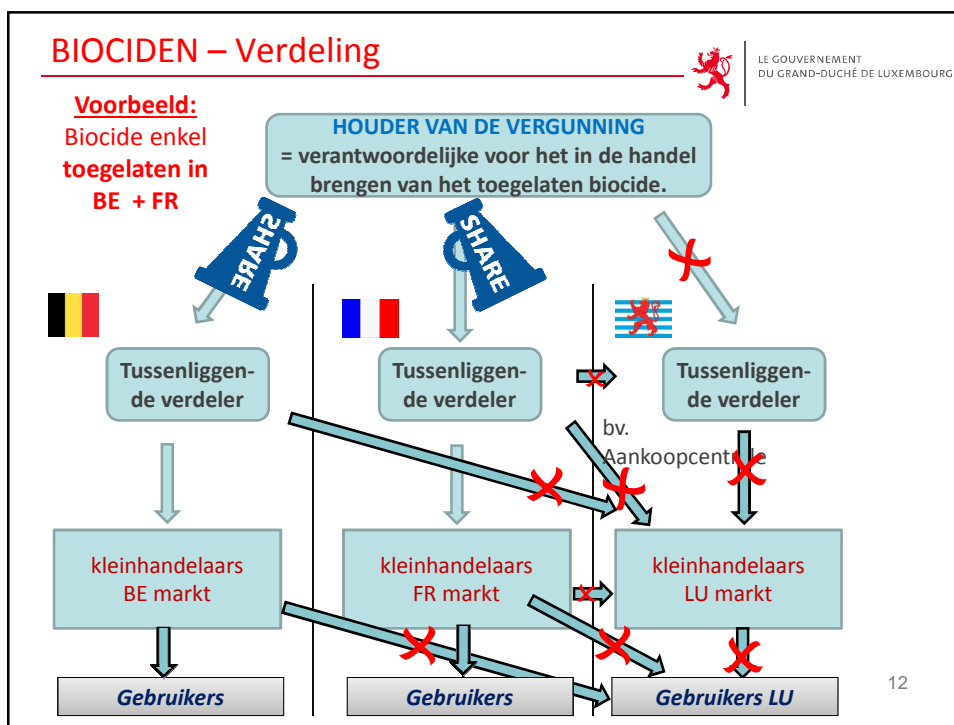 BIOCIDEN – Verdeling
LE GOUVERNEMENT
DU GRAND-DUCHÉ DE LUXEMBOURG
Voorbeeld:
Biocide enkel
toegelaten in
BE + FR
HOUDER VAN DE VERGUNNING
= verantwoordelijke voor het in de handel
brengen van het toegelaten biocide.
SHARE
SHARE
Tussenliggen-
de verdeler
Tussenliggen-
de verdeler
Tussenliggen-
de verdeler
bv.
Aankoopcentrale
kleinhandelaars
BE markt
kleinhandelaars
FR markt
kleinhandelaars
LU markt
Gebruikers
Gebruikers
Gebruikers LU
12